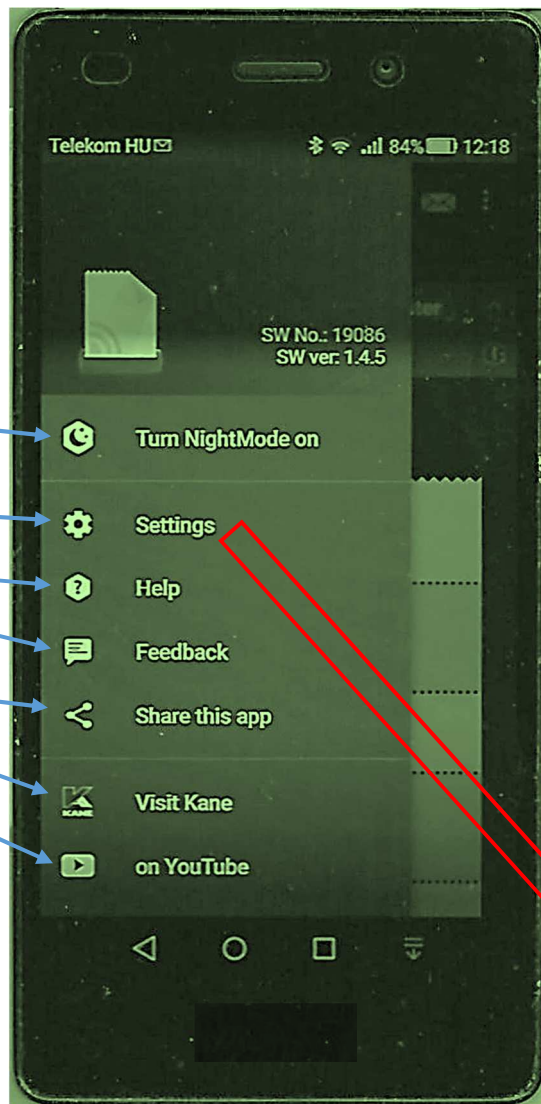 Telekom HU 84% 12:18
SW No.: 19086
SW ver: 1.4.5
Turn NightMode on
Settings
Help
Feedback
Share this app
KANE
Visit Kane
on YouTube